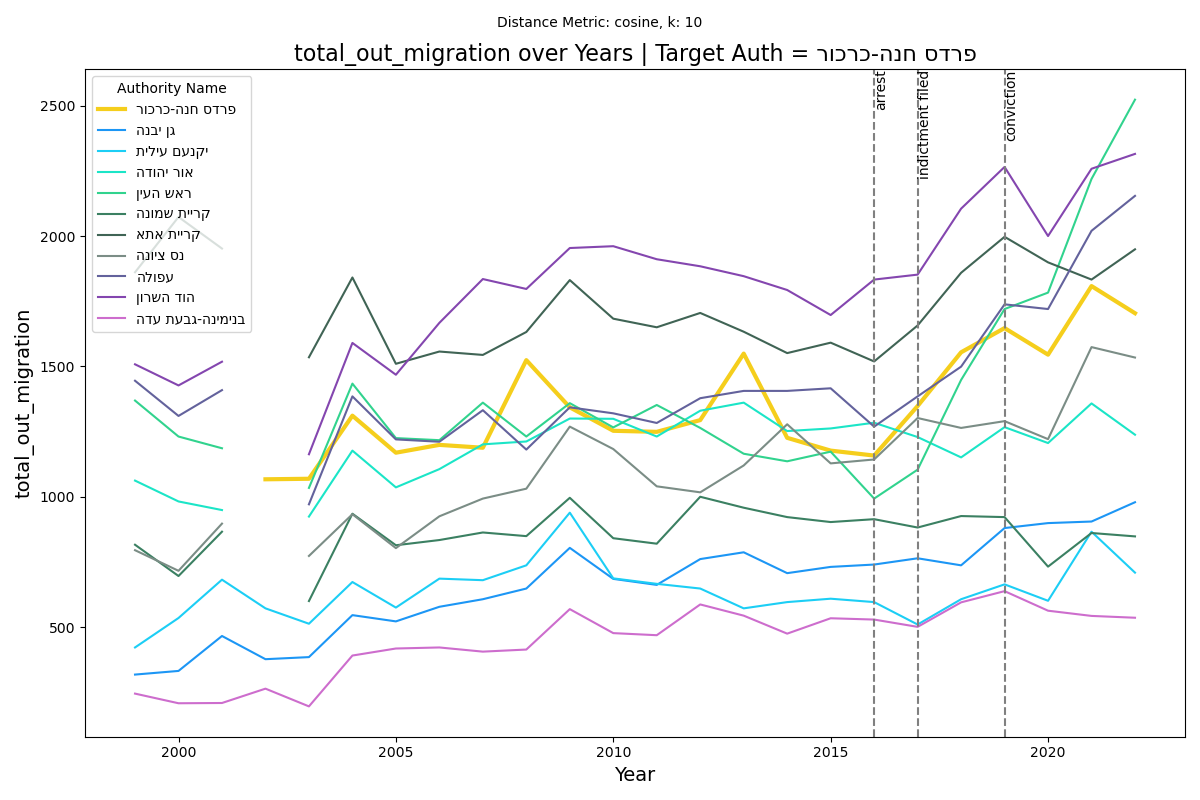 Distance Metric: cosine, k: 10
total_out_migration over Years | Target Auth = פרדס חנה-כרכור
Authority Name
פרדס חנה-כרכור
גן יבנה
יקנעם עילית
אור יהודה
ראש העין
קריית שמונה
קריית אתא
נס ציונה
עפולה
הוד השרון
בנימינה-גבעת עדה
arrest
indictment filed
conviction
total_out_migration
2500
2000
1500
1000
500
2000
2005
2010
2015
2020
Year